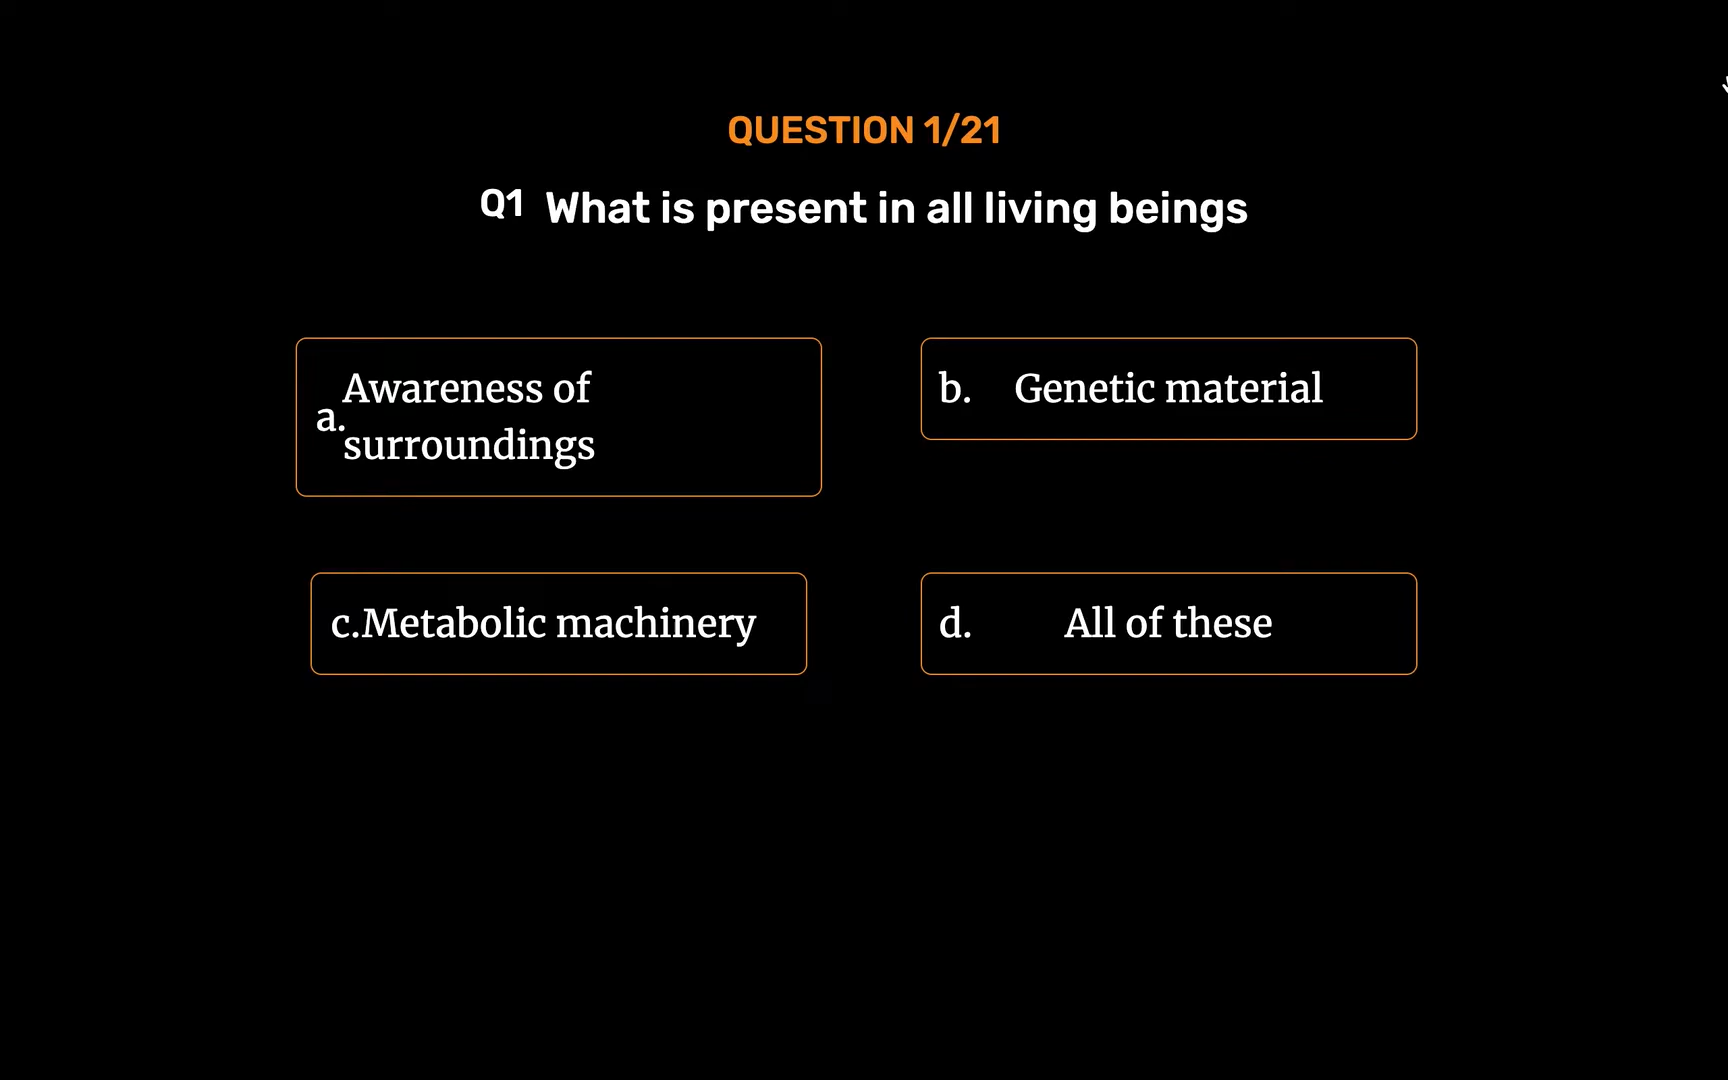 QUESTION 1/21
Q1 What is present in all living beings
a. Awareness of
surroundings
b. Genetic material
c.Metabolic machinery
d. All of these